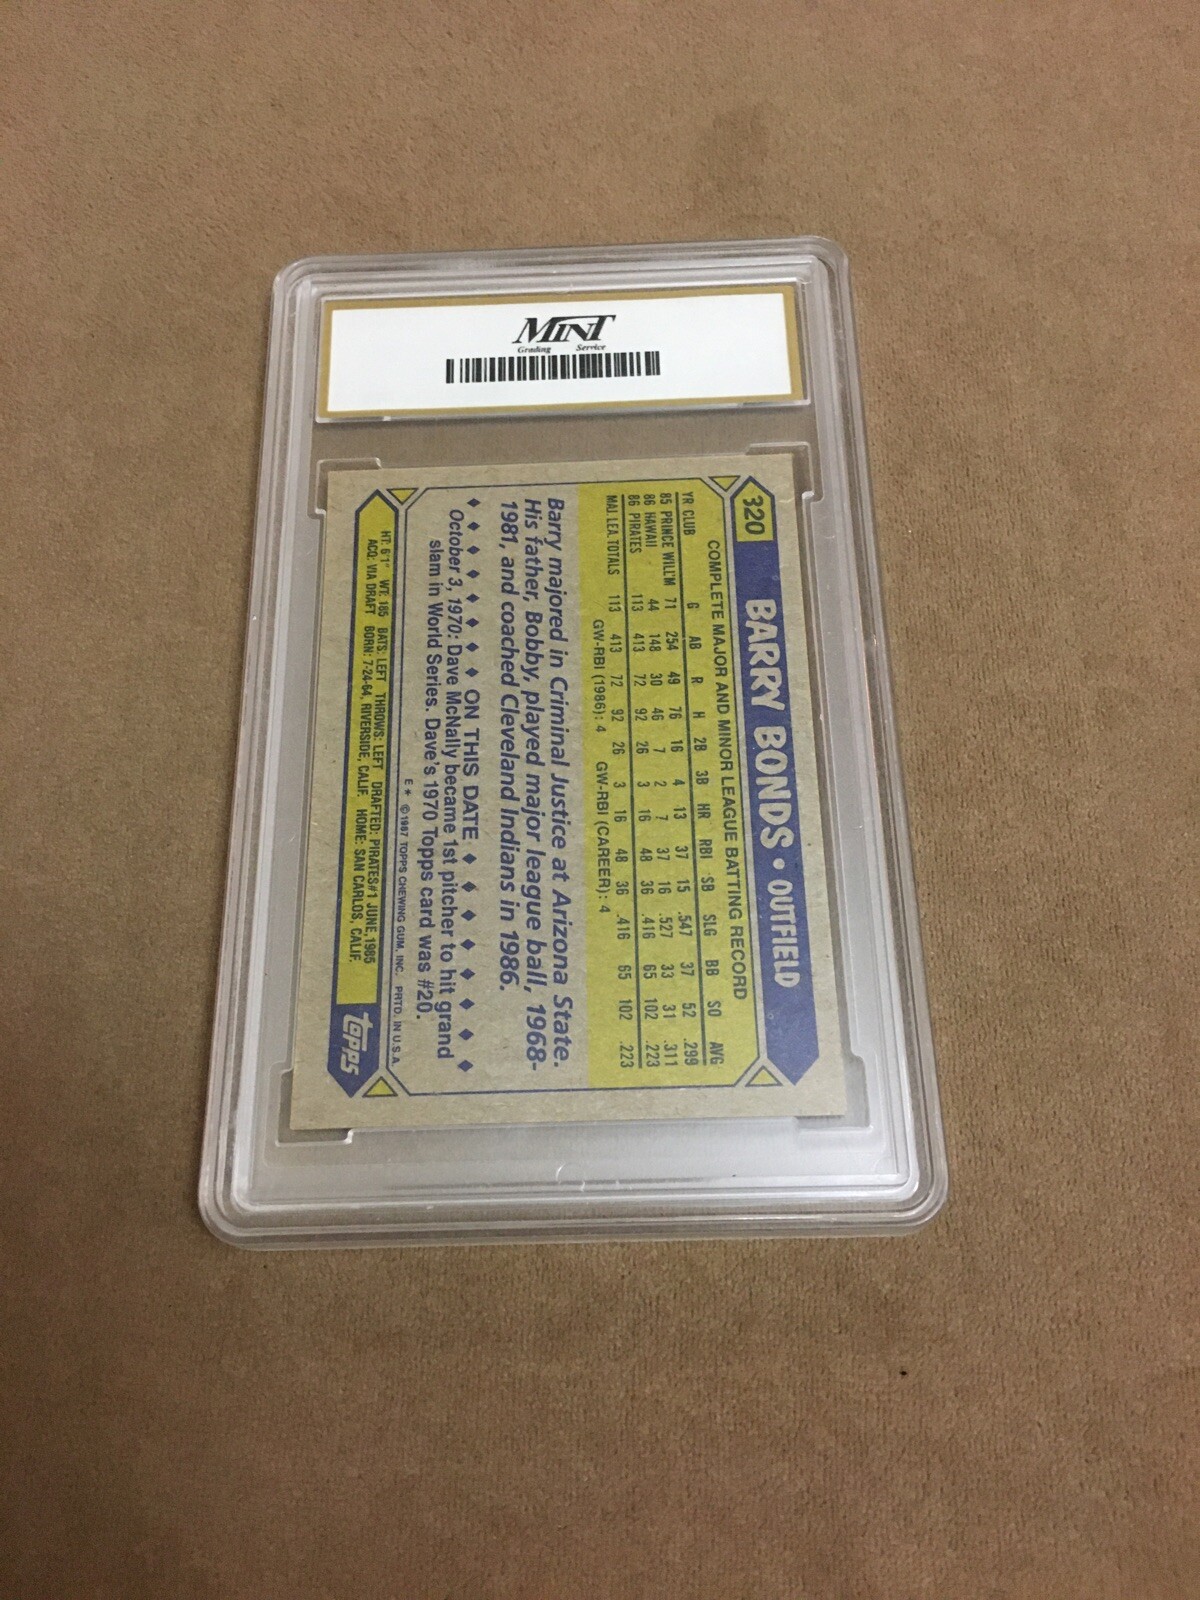 MINT
Grading Service
320 BARRY BONDS • OUTFIELD
COMPLETE MAJOR AND MINOR LEAGUE BATTING RECORD
YR CLUB G AB R H 2B 3B HR RBI SB SLG BB SO AVG
85 PRINCE WILL'M 71 254 49 76 16 4 13 37 15 .547 37 52 .299
86 HAWAII 44 148 30 46 7 2 7 37 16 .527 33 31 .311
86 PIRATES 113 413 72 92 26 3 16 48 36 .416 65 102 .223
MAJ. LEA. TOTALS 113 413 72 92 26 3 16 48 36 .416 65 102 .223
GW-RBI (1986): 4 GW-RBI (CAREER): 4
Barry majored in Criminal Justice at Arizona State.
His father, Bobby, played major league ball, 1968-
1981, and coached Cleveland Indians in 1986.
ON THIS DATE
October 3, 1970: Dave McNally became 1st pitcher to hit grand
slam in World Series. Dave's 1970 Topps card was #20.
E* ©1987 TOPPS CHEWING GUM, INC. PRTD. IN U.S.A.
HT: 6'1" WT: 185 BATS: LEFT THROWS: LEFT DRAFTED: PIRATES#1 JUNE, 1985
ACQ: VIA DRAFT BORN: 7-24-64, RIVERSIDE, CALIF. HOME: SAN CARLOS, CALIF.
topps